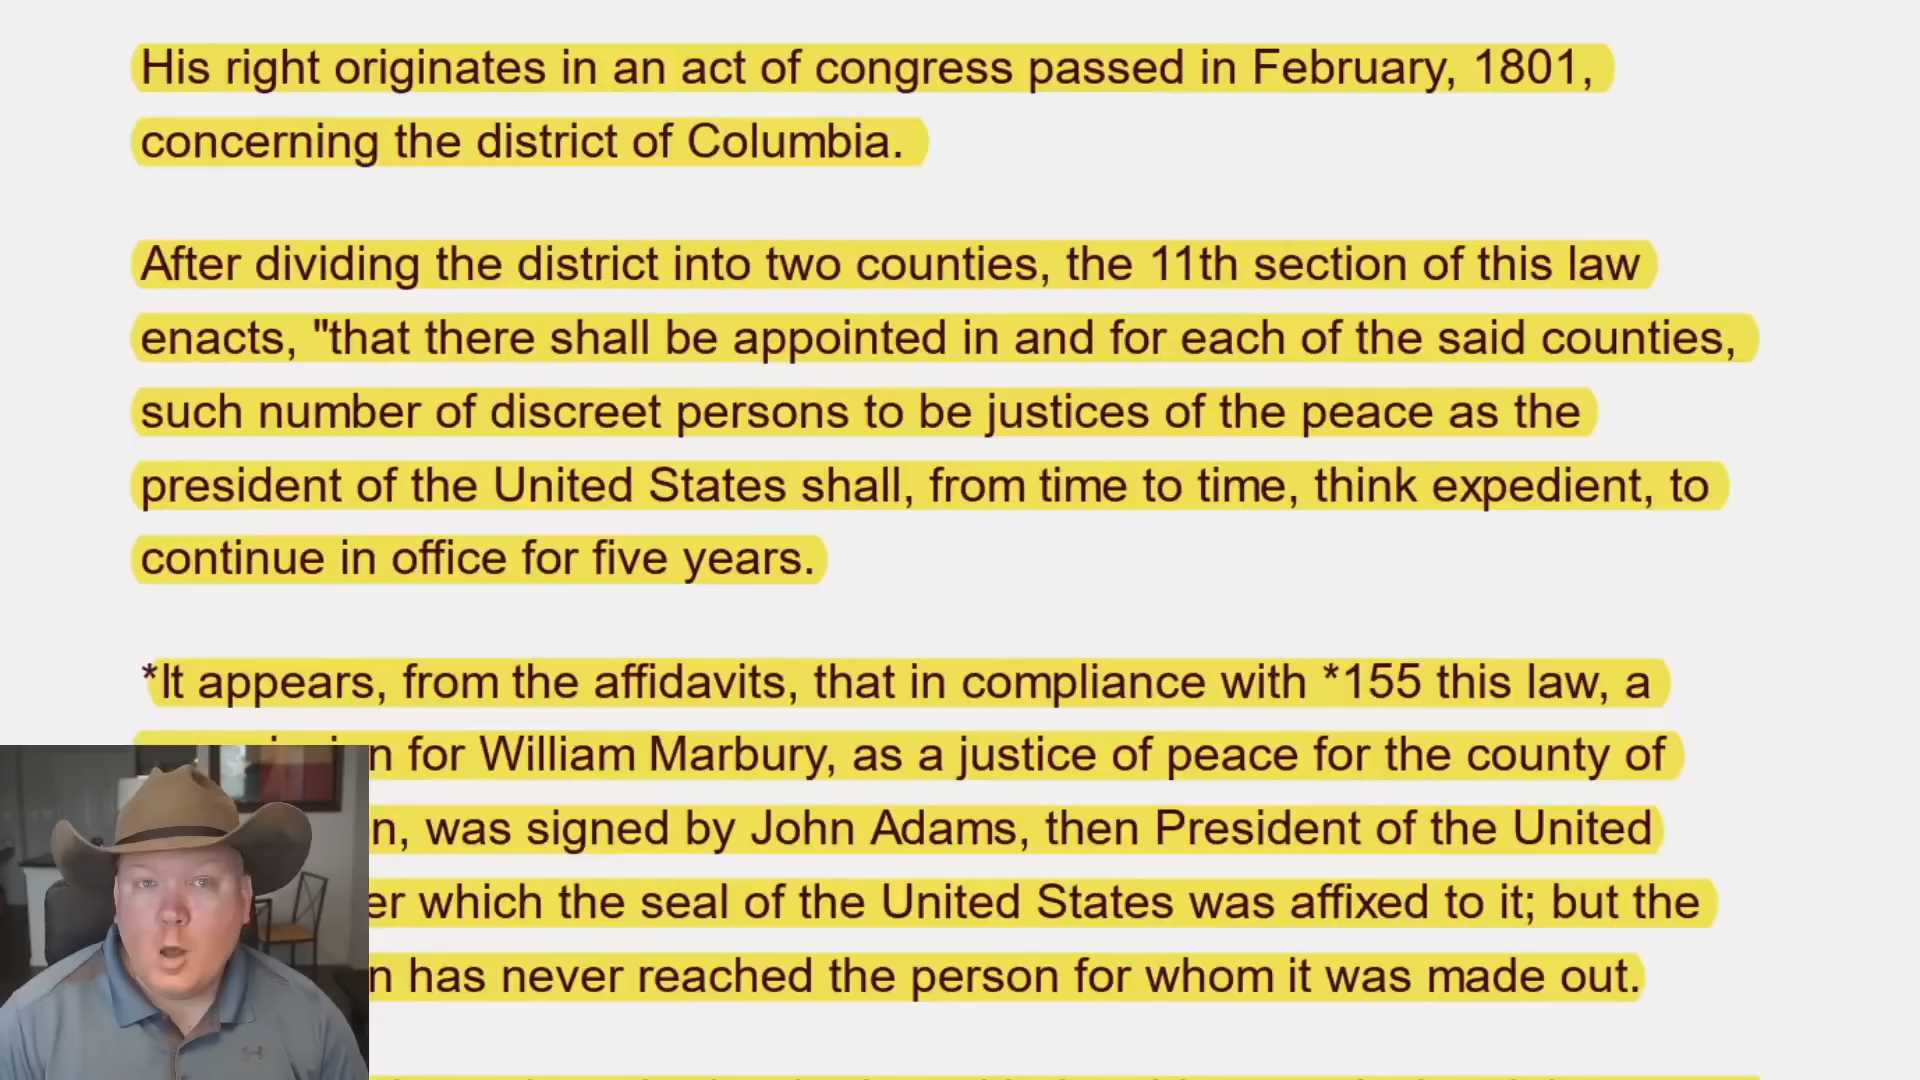 His right originates in an act of congress passed in February, 1801,
concerning the district of Columbia.
After dividing the district into two counties, the 11th section of this law
enacts, "that there shall be appointed in and for each of the said counties,
such number of discreet persons to be justices of the peace as the
president of the United States shall, from time to time, think expedient, to
continue in office for five years.
*It appears, from the affidavits, that in compliance with *155 this law, a
n for William Marbury, as a justice of peace for the county of
n, was signed by John Adams, then President of the United
er which the seal of the United States was affixed to it; but the
n has never reached the person for whom it was made out.